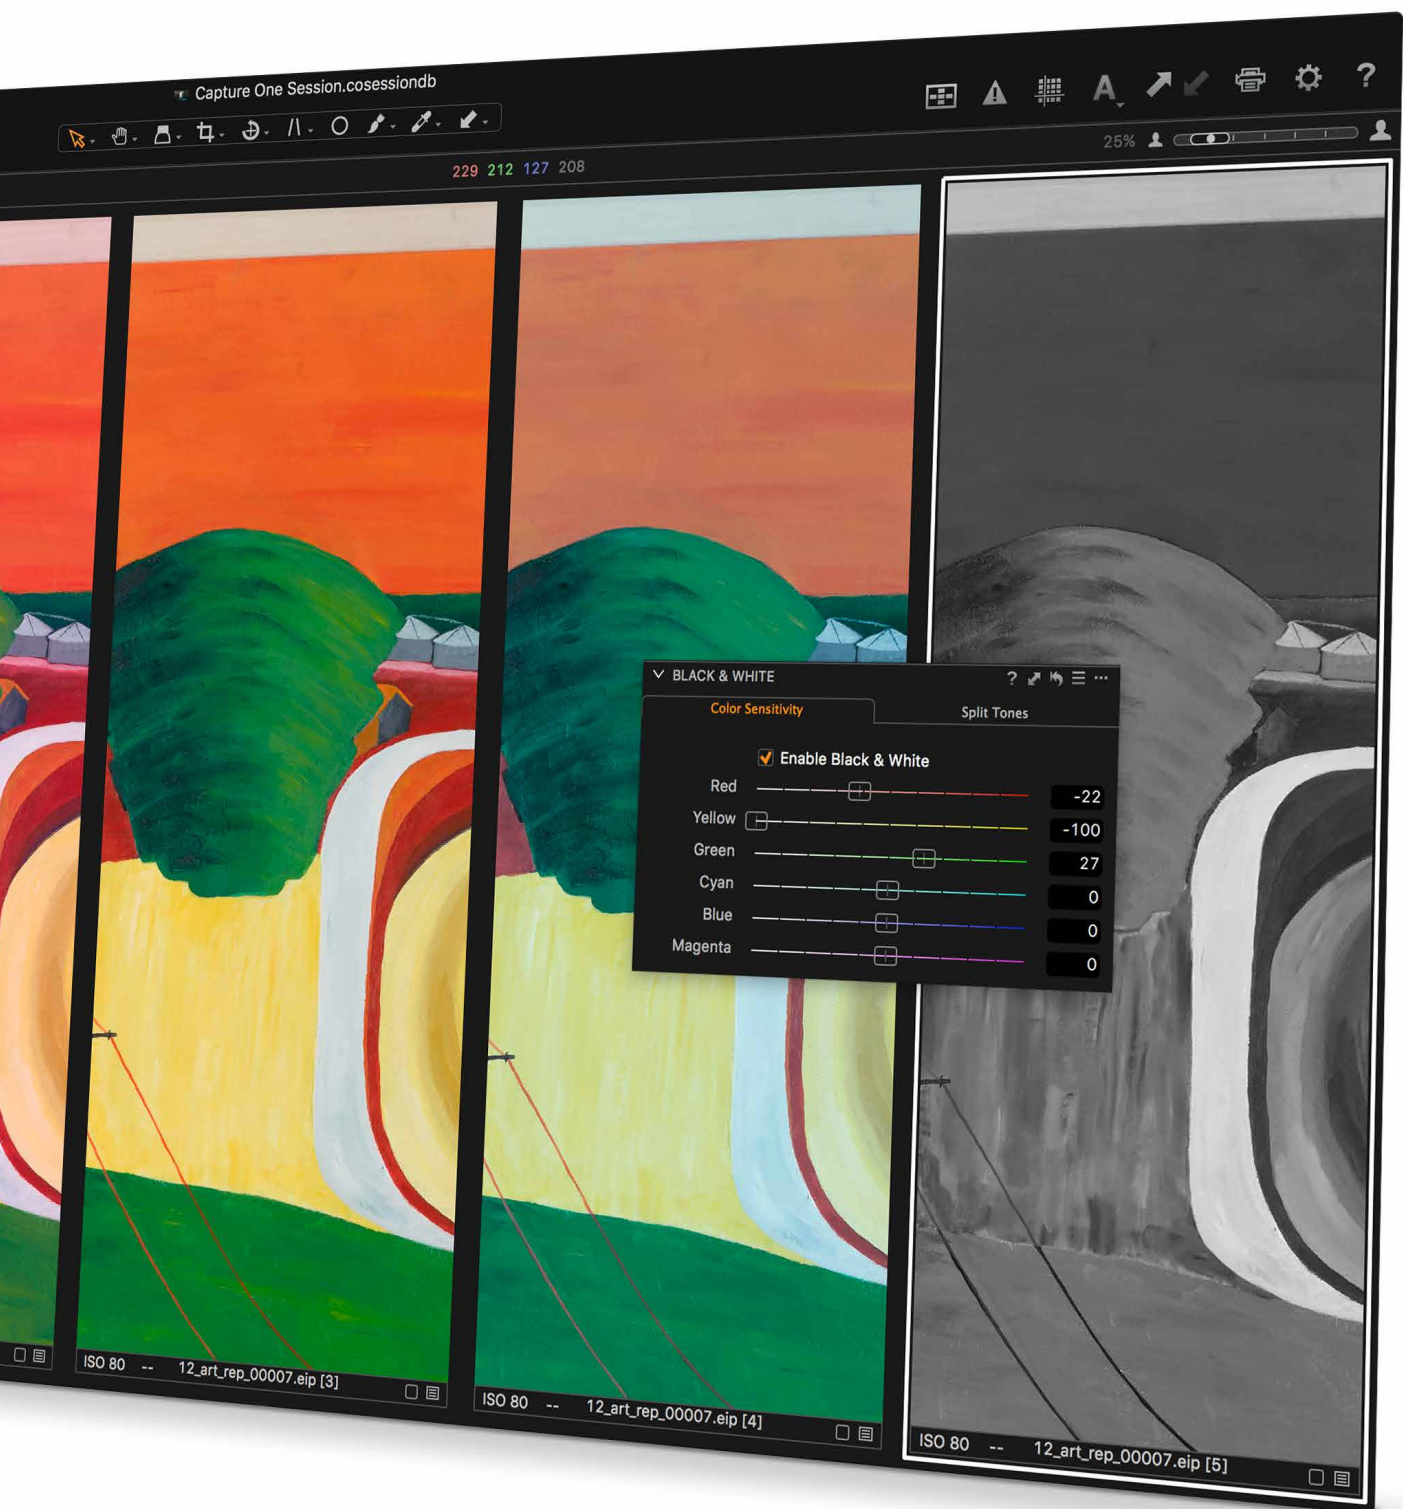 Capture One Session.cosessiondb
A
?
25%
229 212 127 208
BLACK & WHITE
?
Color Sensitivity
Split Tones
Enable Black & White
Red -22
Yellow -100
Green 27
Cyan 0
Blue 0
Magenta 0
ISO 80 -- 12_art_rep_00007.eip [3]
ISO 80 -- 12_art_rep_00007.eip [4]
ISO 80 -- 12_art_rep_00007.eip [5]